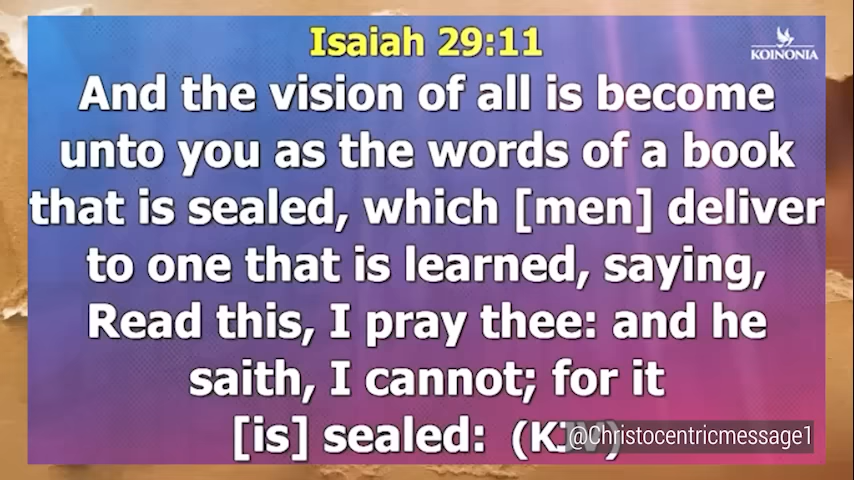 Isaiah 29:11
KOINONIA
And the vision of all is become
unto you as the words of a book
that is sealed, which [men] deliver
to one that is learned, saying,
Read this, I pray thee: and he
saith, I cannot; for it
[is] sealed:
@Christocentricmessage1